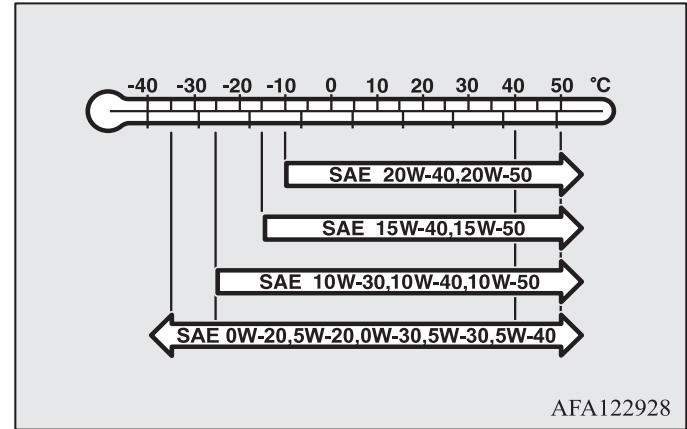 -40 -30 -20 -10 0 10 20 30 40 50 °C
SAE 20W-40,20W-50
SAE 15W-40,15W-50
SAE 10W-30,10W-40,10W-50
SAE 0W-20,5W-20,0W-30,5W-30,5W-40
AFA122928